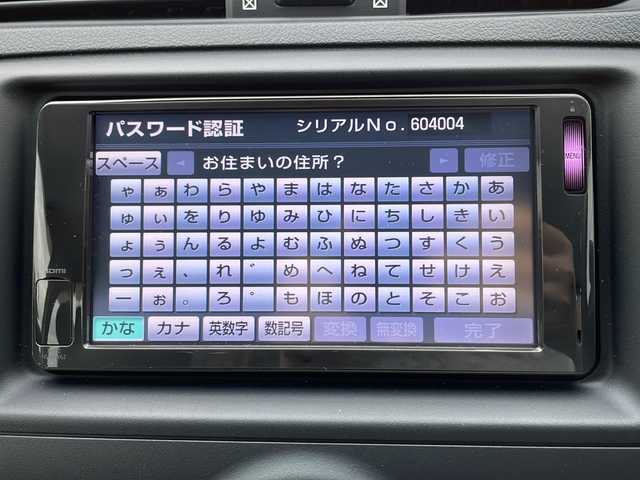 パスワード認証 シリアルNo.604004
スペース お住まいの住所? 修正
ゃ ぁ わ ら や ま は な た さ か あ
ゅ ぃ を り ゆ み ひ に ち し き い
ょ ぅ ん る よ む ふ ぬ つ す く う
っ ぇ 、 れ ゛ め へ ね て せ け え
ー ぉ 。 ろ ゜ も ほ の と そ こ お
かな カナ 英数字 数記号 変換 無変換 完了
MENU